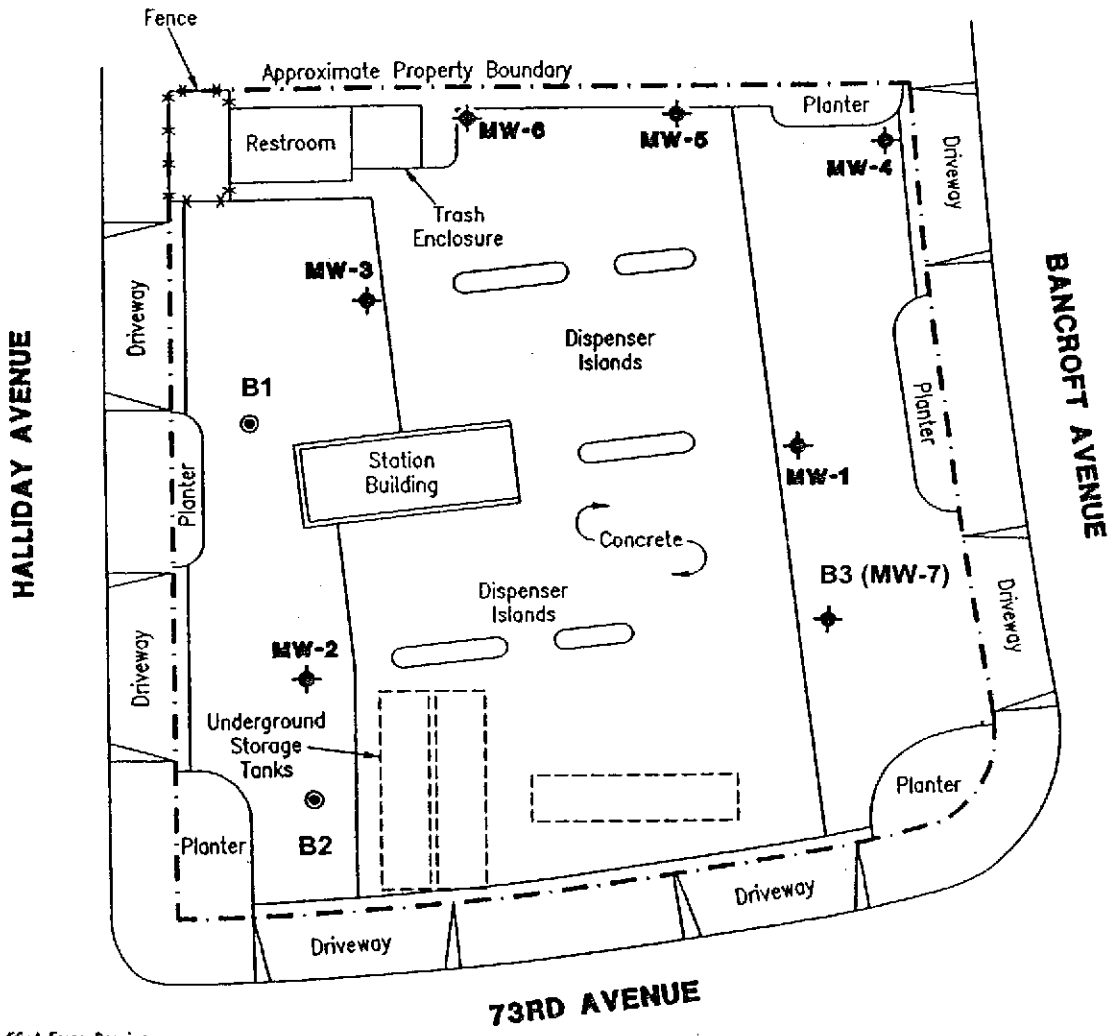 Fence
Approximate Property Boundary
Planter
Restroom
MW-6
MW-5
MW-4
Driveway
Trash
Enclosure
MW-3
Dispenser
Islands
Driveway
HALLIDAY AVENUE
BANCROFT AVENUE
B1
Planter
Station
Building
MW-1
Planter
Concrete
B3 (MW-7)
Dispenser
Islands
Driveway
MW-2
Driveway
Underground
Storage
Tanks
Planter
Planter
B2
Driveway
Driveway
73RD AVENUE